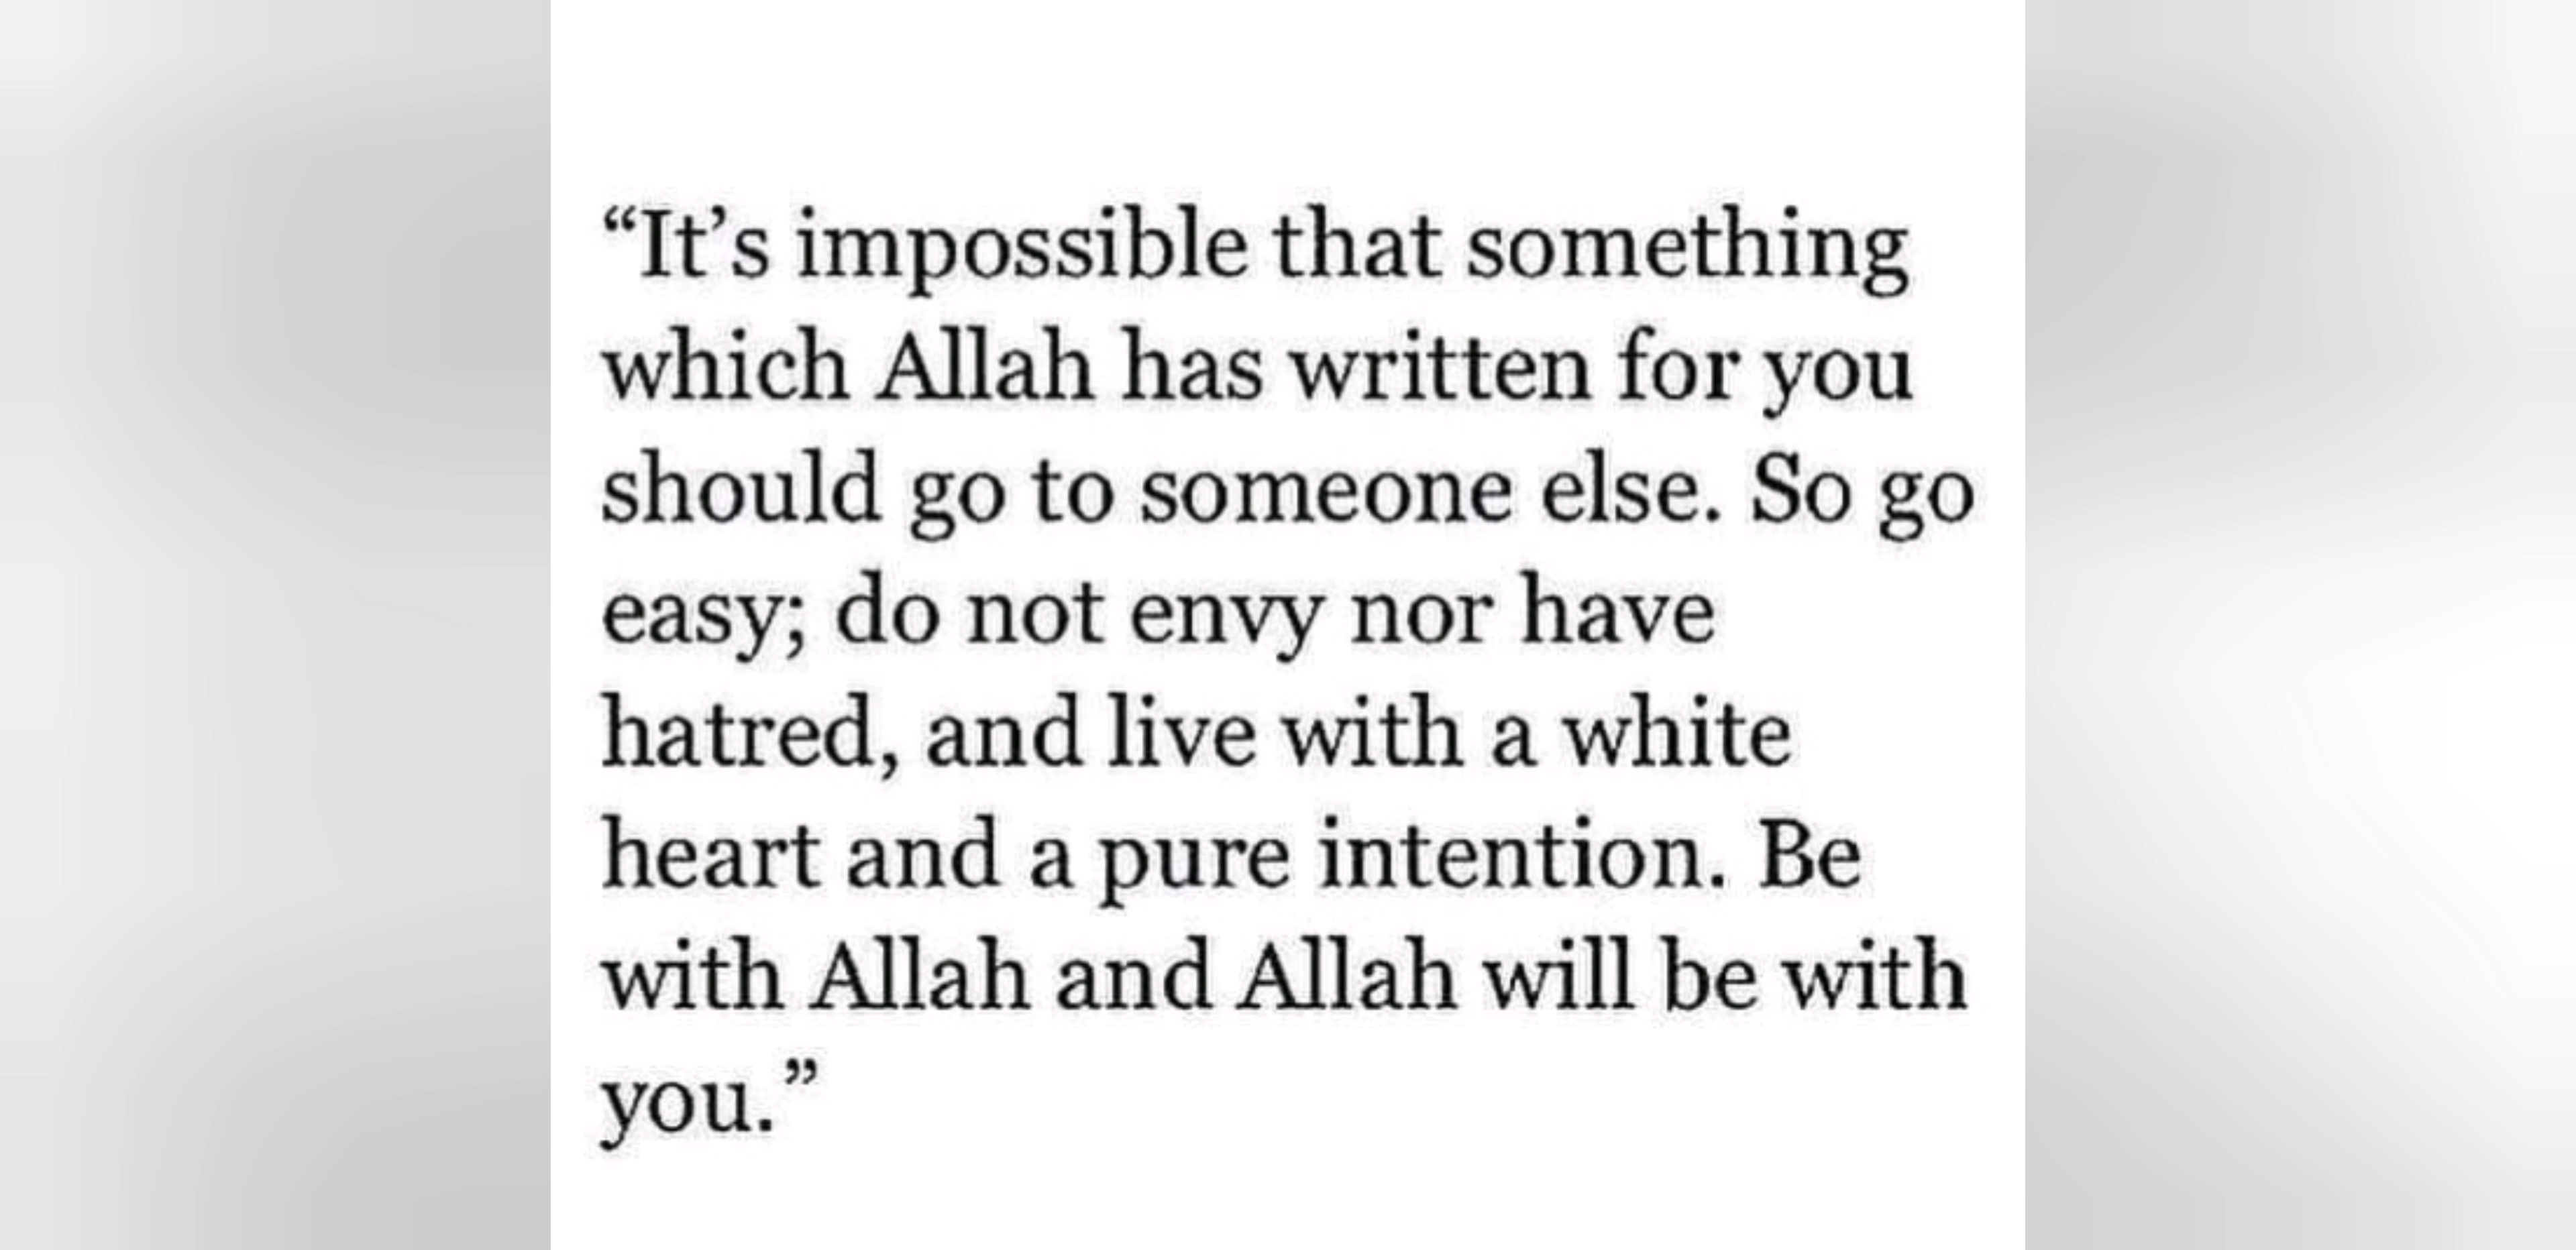 “It’s impossible that something
which Allah has written for you
should go to someone else. So go
easy; do not envy nor have
hatred, and live with a white
heart and a pure intention. Be
with Allah and Allah will be with
you.”